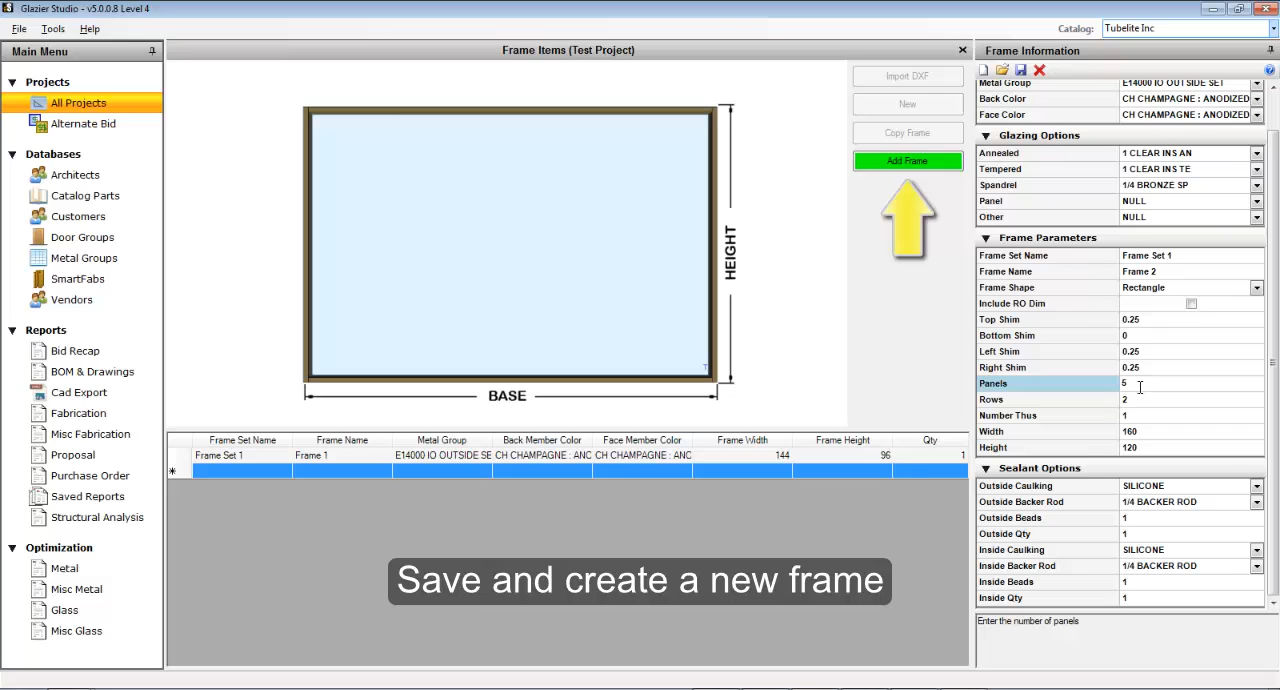 Glazier Studio - v5.0.0.8 Level 4
File Tools Help
Catalog: Tubelite Inc
Main Menu
Projects
All Projects
Alternate Bid
Databases
Architects
Catalog Parts
Customers
Door Groups
Metal Groups
SmartFabs
Vendors
Reports
Bid Recap
BOM & Drawings
Cad Export
Fabrication
Misc Fabrication
Proposal
Purchase Order
Saved Reports
Structural Analysis
Optimization
Metal
Misc Metal
Glass
Misc Glass
Frame Items (Test Project)
Import DXF
New
Copy Frame
Add Frame
HEIGHT
T
BASE
Frame Set Name Frame Name Metal Group Back Member Color Face Member Color Frame Width Frame Height Qty
Frame Set 1 Frame 1 E14000 IO OUTSIDE SE CH CHAMPAGNE : ANC CH CHAMPAGNE : ANC 144 96 1
Save and create a new frame
Frame Information
Metal Group E14000 IO OUTSIDE SET
Back Color CH CHAMPAGNE : ANODIZED
Face Color CH CHAMPAGNE : ANODIZED
Glazing Options
Annealed 1 CLEAR INS AN
Tempered 1 CLEAR INS TE
Spandrel 1/4 BRONZE SP
Panel NULL
Other NULL
Frame Parameters
Frame Set Name Frame Set 1
Frame Name Frame 2
Frame Shape Rectangle
Include RO Dim
Top Shim 0.25
Bottom Shim 0
Left Shim 0.25
Right Shim 0.25
Panels 5
Rows 2
Number Thus 1
Width 160
Height 120
Sealant Options
Outside Caulking SILICONE
Outside Backer Rod 1/4 BACKER ROD
Outside Beads 1
Outside Qty 1
Inside Caulking SILICONE
Inside Backer Rod 1/4 BACKER ROD
Inside Beads 1
Inside Qty 1
Enter the number of panels